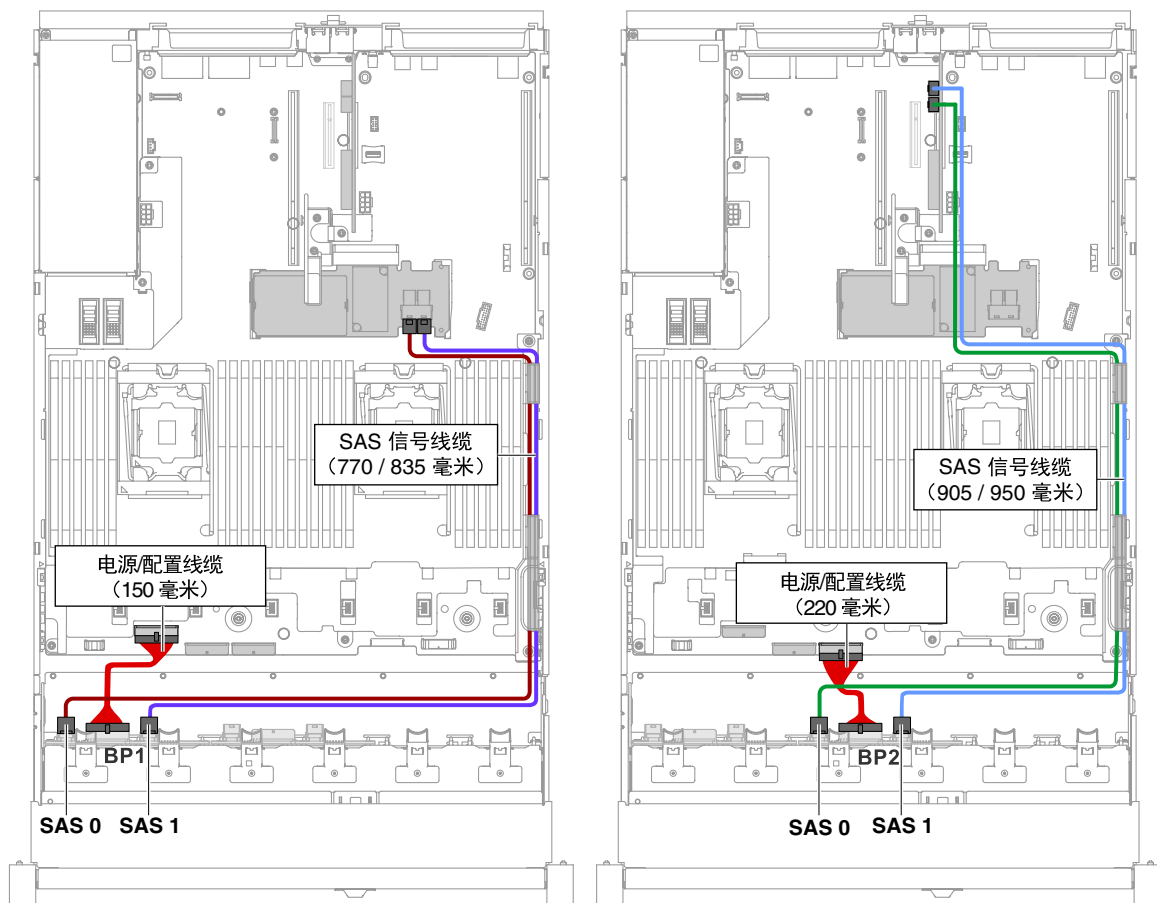 SAS 信号线缆
（770 / 835 毫米）
电源/配置线缆
（150 毫米）
BP1
SAS 0
SAS 1
SAS 信号线缆
（905 / 950 毫米）
电源/配置线缆
（220 毫米）
BP2
SAS 0
SAS 1